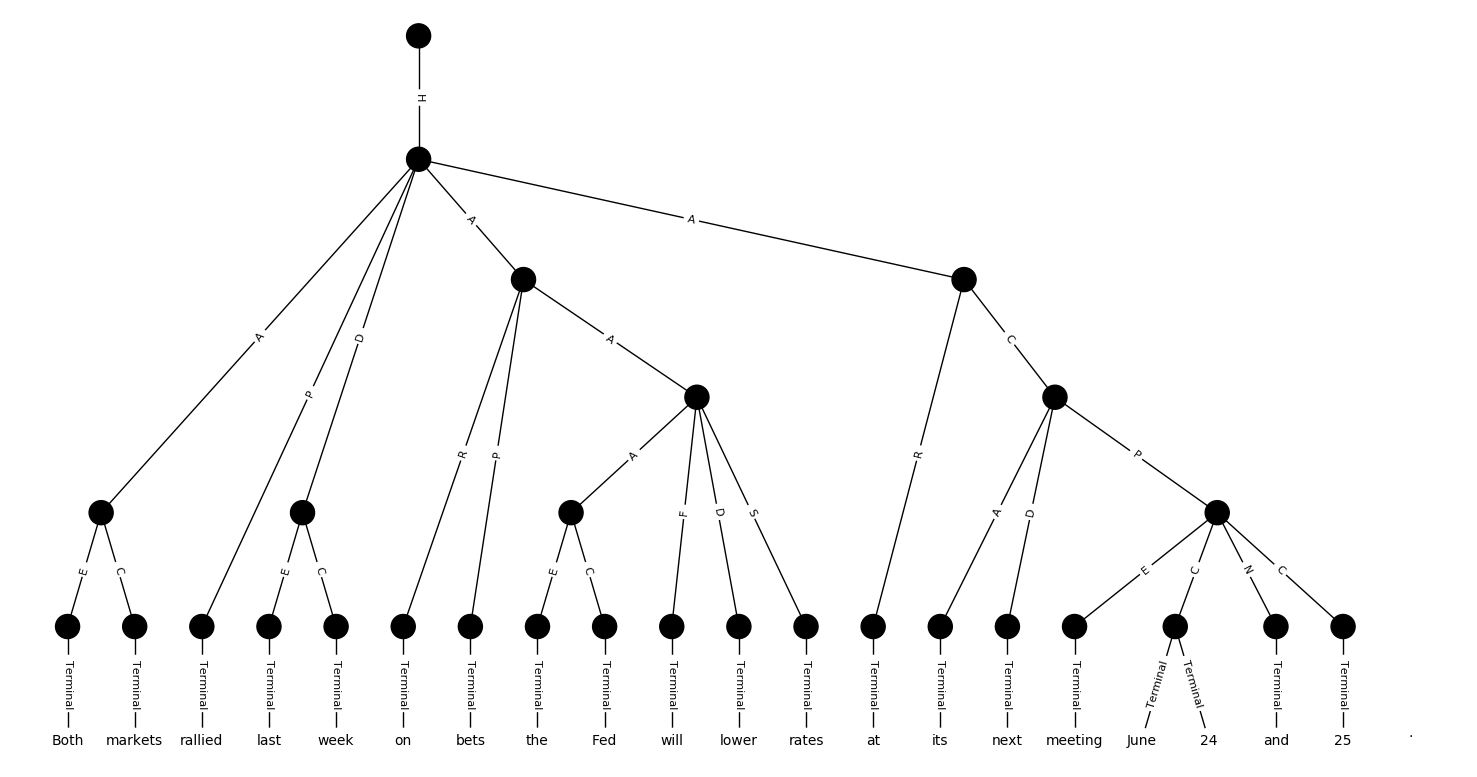 H
A
A
A
P
D
A
C
R
P
A
R
A
D
P
E
C
E
C
E
C
F
D
S
E
C
N
C
Terminal Terminal Terminal Terminal Terminal Terminal Terminal Terminal Terminal Terminal Terminal Terminal Terminal Terminal Terminal Terminal Terminal Terminal Terminal Terminal
Both markets rallied last week on bets the Fed will lower rates at its next meeting June 24 and 25 .